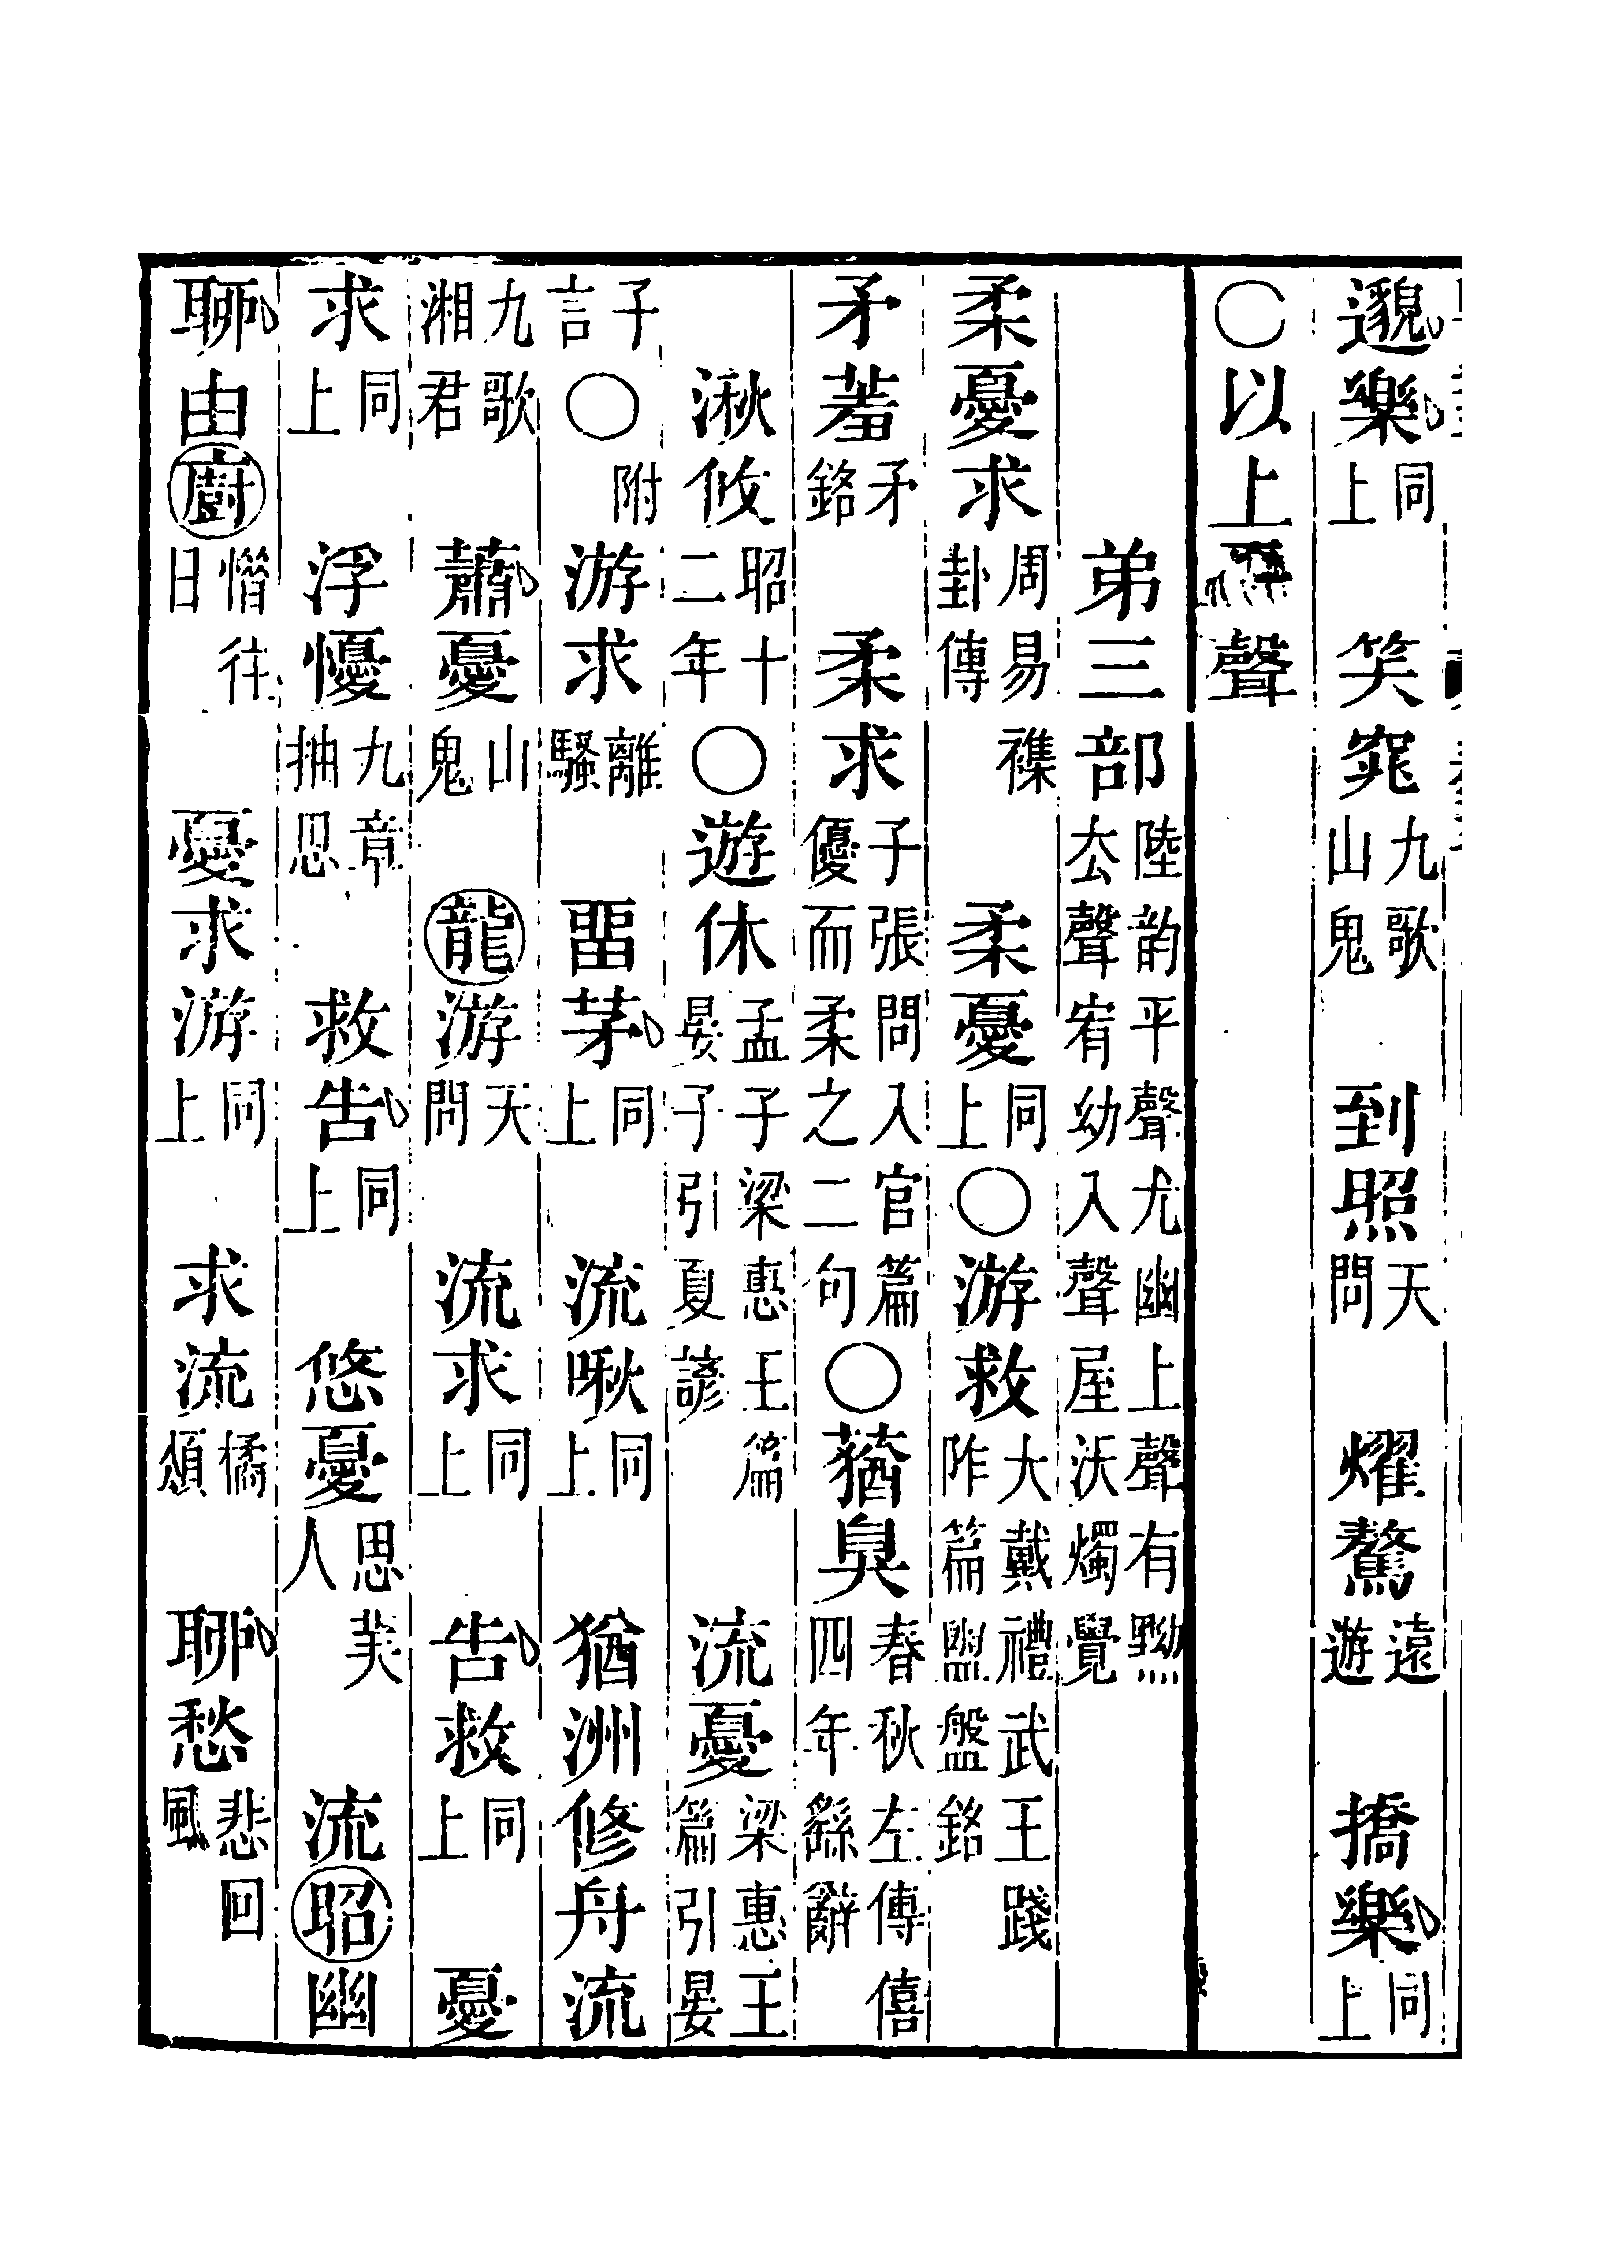 邈樂同上　笑窕九歌山鬼　到照天問　燿驁遠遊　撟樂同上
○以上聲
弟三部陸韵平聲尤幽上聲有黝厺聲宥幼入聲屋沃燭覺
柔憂求周易襍卦傳　柔憂同上○游救大戴禮武王踐阼篇盥盤銘
矛羞矛銘　柔求子張問入官篇優而柔之二句○蕕臭春秋左傳僖四年繇辭
湫攸昭十二年○遊休孟子梁惠王篇晏子引夏諺　流憂梁惠王篇引晏
子言○附　游求離騷　畱茅同上　流啾同上　猶洲修舟流
九歌湘君　蕭憂山鬼　龍游天問　流求同上　告救同上　憂
求同上　浮懮九章抽思　救告同上　悠憂思美人　流昭幽
聊由廚惜往日　憂求游同上　求流橘頌　聊愁悲回風